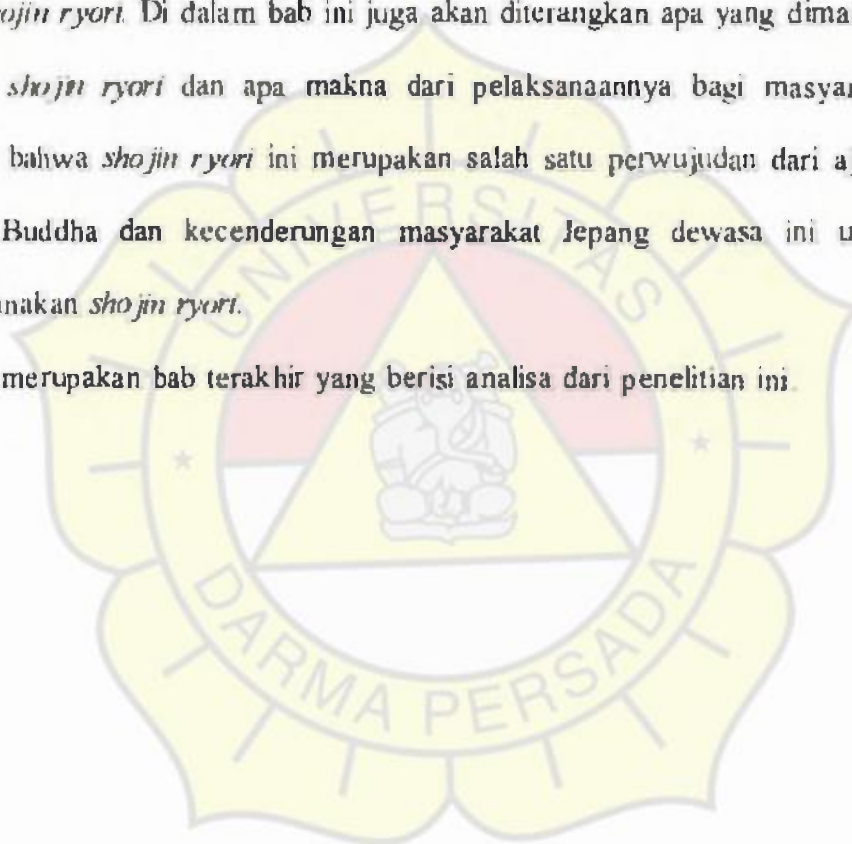 ojin ryori. Di dalam bab ini juga akan diterangkan apa yang dima
shojin ryori dan apa makna dari pelaksanaannya bagi masyar
bahwa shojin ryori ini merupakan salah satu perwujudan dari a
Buddha dan kecenderungan masyarakat Jepang dewasa ini u
nakan shojin ryori.
merupakan bab terakhir yang berisi analisa dari penelitian ini
UNIVERSITAS
DARMA PERSADA